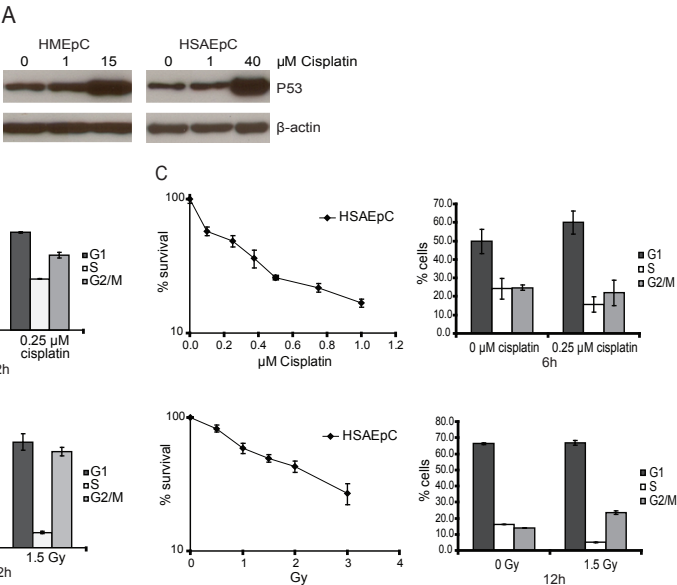 A
HMEpC HSAEpC
0 1 15 0 1 40 µM Cisplatin
P53
β-actin
G1
S
G2/M
0.25 µM
cisplatin
2h
C
% survival
100
10
0.0 0.2 0.4 0.6 0.8 1.0 1.2
µM Cisplatin
HSAEpC
% cells
70.0
60.0
50.0
40.0
30.0
20.0
10.0
0.0
G1
S
G2/M
0 µM cisplatin 0.25 µM cisplatin
6h
G1
S
G2/M
1.5 Gy
2h
% survival
100
10
0 1 2 3 4
Gy
HSAEpC
% cells
80.0
70.0
60.0
50.0
40.0
30.0
20.0
10.0
0.0
G1
S
G2/M
0 Gy 1.5 Gy
12h